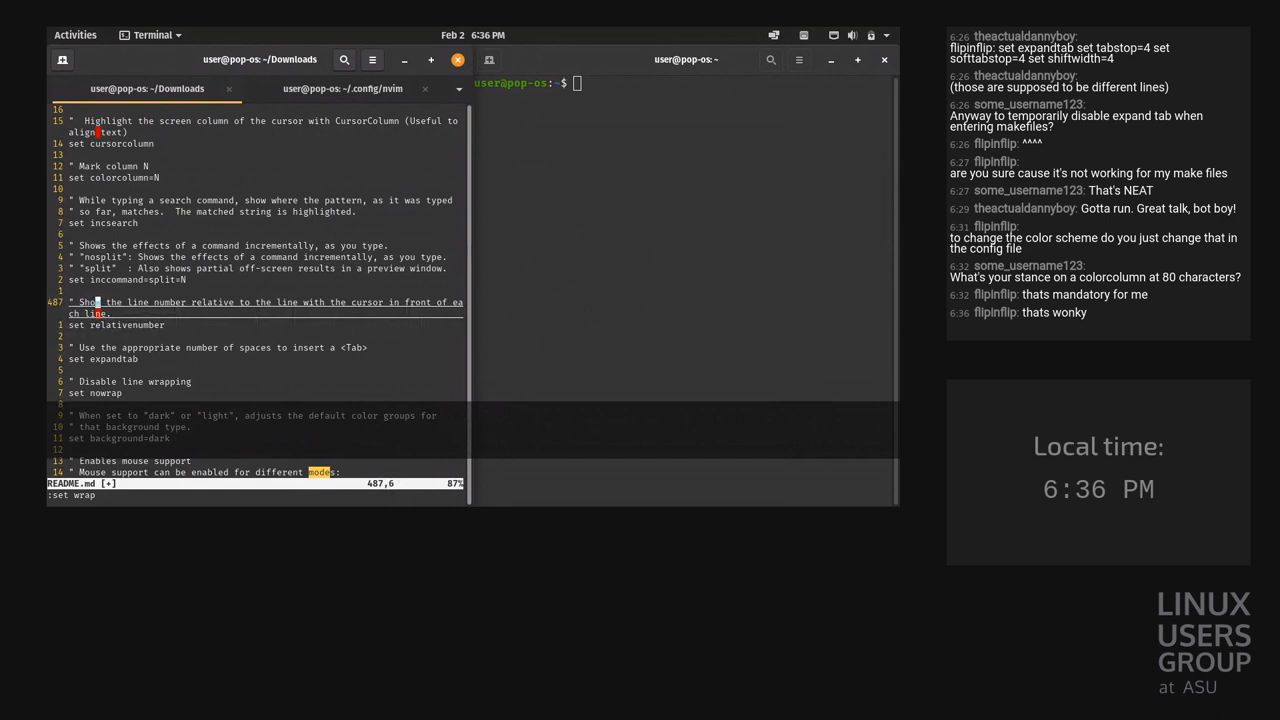 Activities
Terminal
Feb 2 6:36 PM
user@pop-os: ~/Downloads
user@pop-os: ~
user@pop-os: ~/Downloads
user@pop-os: ~/.config/nvim
user@pop-os:~$
16
15 "  Highlight the screen column of the cursor with CursorColumn (Useful to
align text)
14 set cursorcolumn
13
12 " Mark column N
11 set colorcolumn=N
10
9 " While typing a search command, show where the pattern, as it was typed
8 " so far, matches.  The matched string is highlighted.
7 set incsearch
6
5 " Shows the effects of a command incrementally, as you type.
4 " "nosplit": Shows the effects of a command incrementally, as you type.
3 " "split"  : Also shows partial off-screen results in a preview window.
2 set inccommand=split=N
1
487 " Show the line number relative to the line with the cursor in front of ea
ch line.
1 set relativenumber
2
3 " Use the appropriate number of spaces to insert a <Tab>
4 set expandtab
5
6 " Disable line wrapping
7 set nowrap
8
9 " When set to "dark" or "light", adjusts the default color groups for
10 " that background type.
11 set background=dark
12
13 " Enables mouse support
14 " Mouse support can be enabled for different modes:
README.md [+] 487,6 87%
:set wrap
6:26 theactualdannyboy:
flipinflip: set expandtab set tabstop=4 set
softtabstop=4 set shiftwidth=4
6:26 theactualdannyboy:
(those are supposed to be different lines)
6:26 some_username123:
Anyway to temporarily disable expand tab when
entering makefiles?
6:26 flipinflip: ^^^^
6:27 flipinflip:
are you sure cause it's not working for my make files
6:27 some_username123: That's NEAT
6:29 theactualdannyboy: Gotta run. Great talk, bot boy!
6:31 flipinflip:
to change the color scheme do you just change that in
the config file
6:32 some_username123:
What's your stance on a colorcolumn at 80 characters?
6:32 flipinflip: thats mandatory for me
6:36 flipinflip: thats wonky
Local time:
6:36 PM
LINUX
USERS
GROUP
at ASU